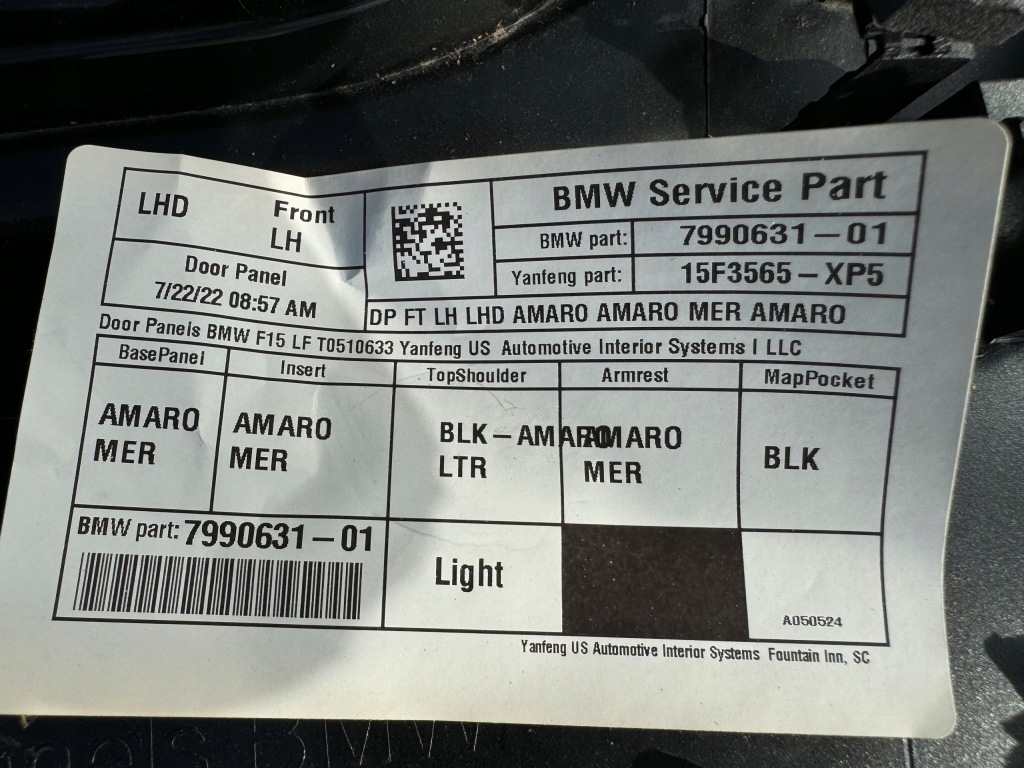 LHD Front
LH
Door Panel
7/22/22 08:57 AM
BMW Service Part
BMW part: 7990631-01
Yanfeng part: 15F3565-XP5
DP FT LH LHD AMARO AMARO MER AMARO
Door Panels BMW F15 LF T0510633 Yanfeng US Automotive Interior Systems I LLC
BasePanel Insert TopShoulder Armrest MapPocket
AMARO
MER
AMARO
MER
BLK-AMARO
LTR
AMARO
MER
BLK
BMW part: 7990631-01
Light
A050524
Yanfeng US Automotive Interior Systems Fountain Inn, SC
BMW